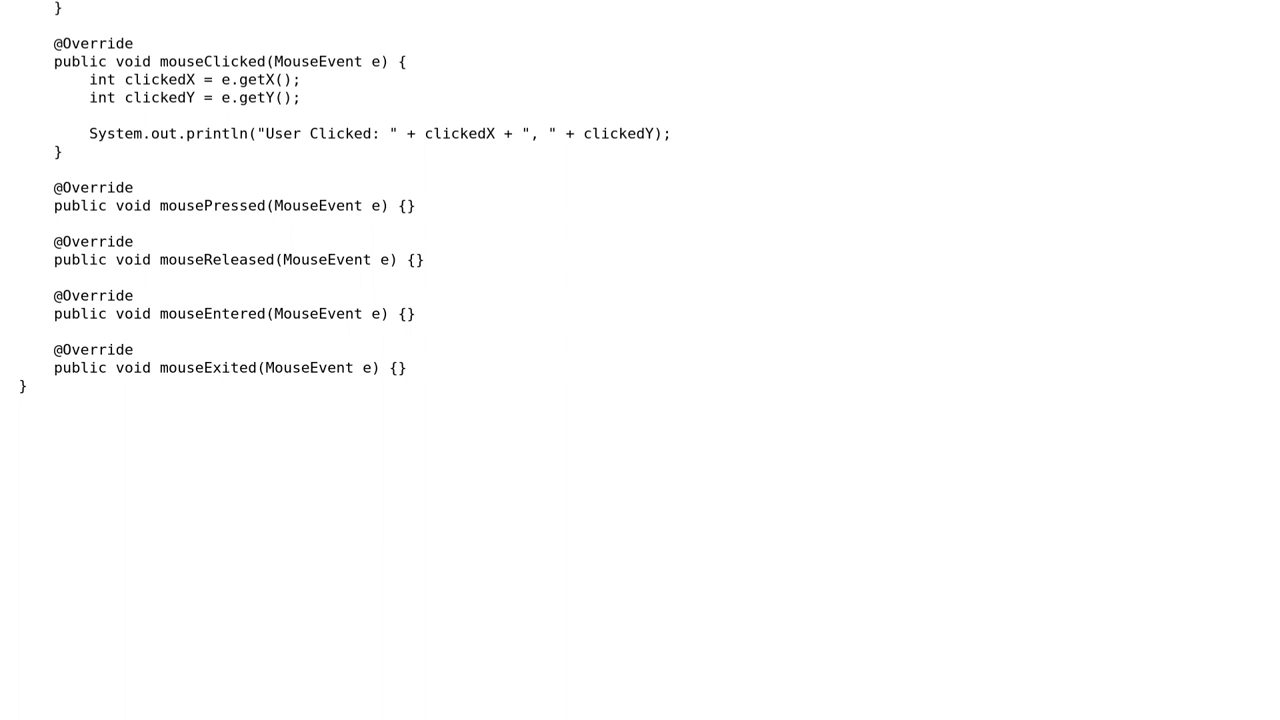 }

    @Override
    public void mouseClicked(MouseEvent e) {
        int clickedX = e.getX();
        int clickedY = e.getY();

        System.out.println("User Clicked: " + clickedX + ", " + clickedY);
    }

    @Override
    public void mousePressed(MouseEvent e) {}

    @Override
    public void mouseReleased(MouseEvent e) {}

    @Override
    public void mouseEntered(MouseEvent e) {}

    @Override
    public void mouseExited(MouseEvent e) {}
}